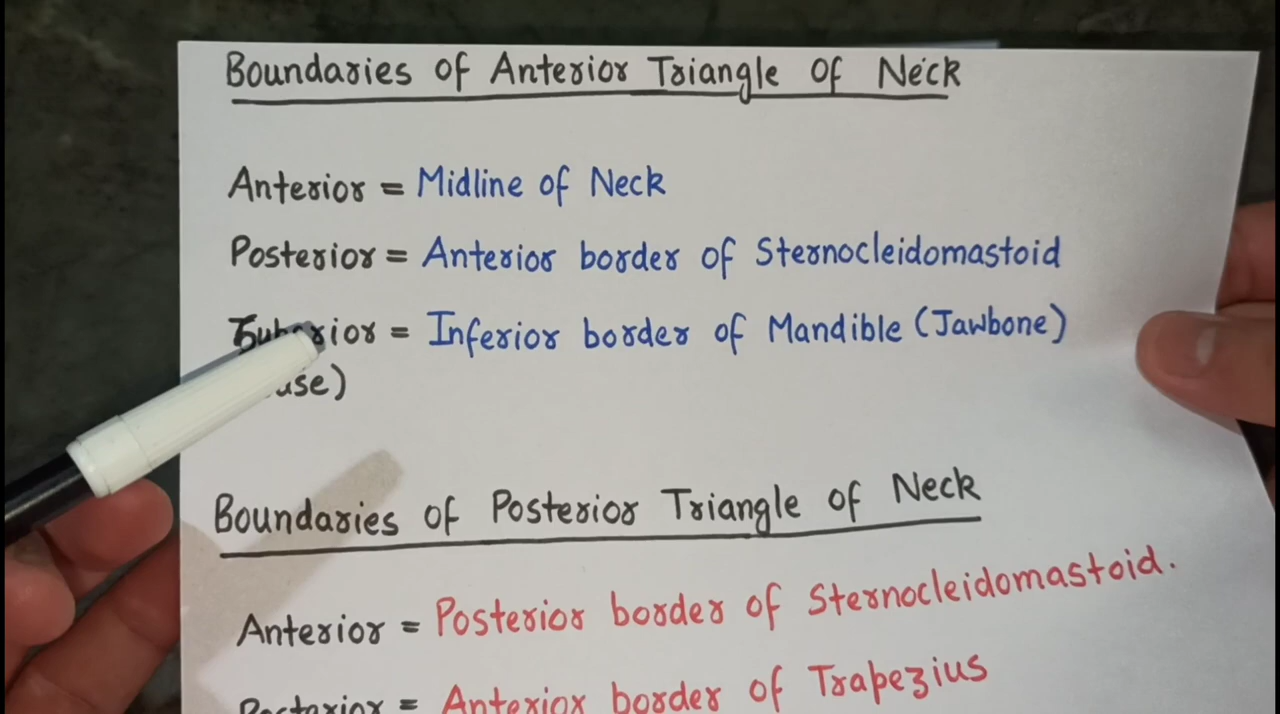 Boundaries of Anterior Triangle Of Neck
Anterior = Midline of Neck
Posterior = Anterior border of Sternocleidomastoid
= Inferior border of Mandible (Jawbone)
Boundaries of Posterior Triangle of Neck
Anterior = Posterior border of Sternocleidomastoid.
Posterior = Anterior border of Trapezius